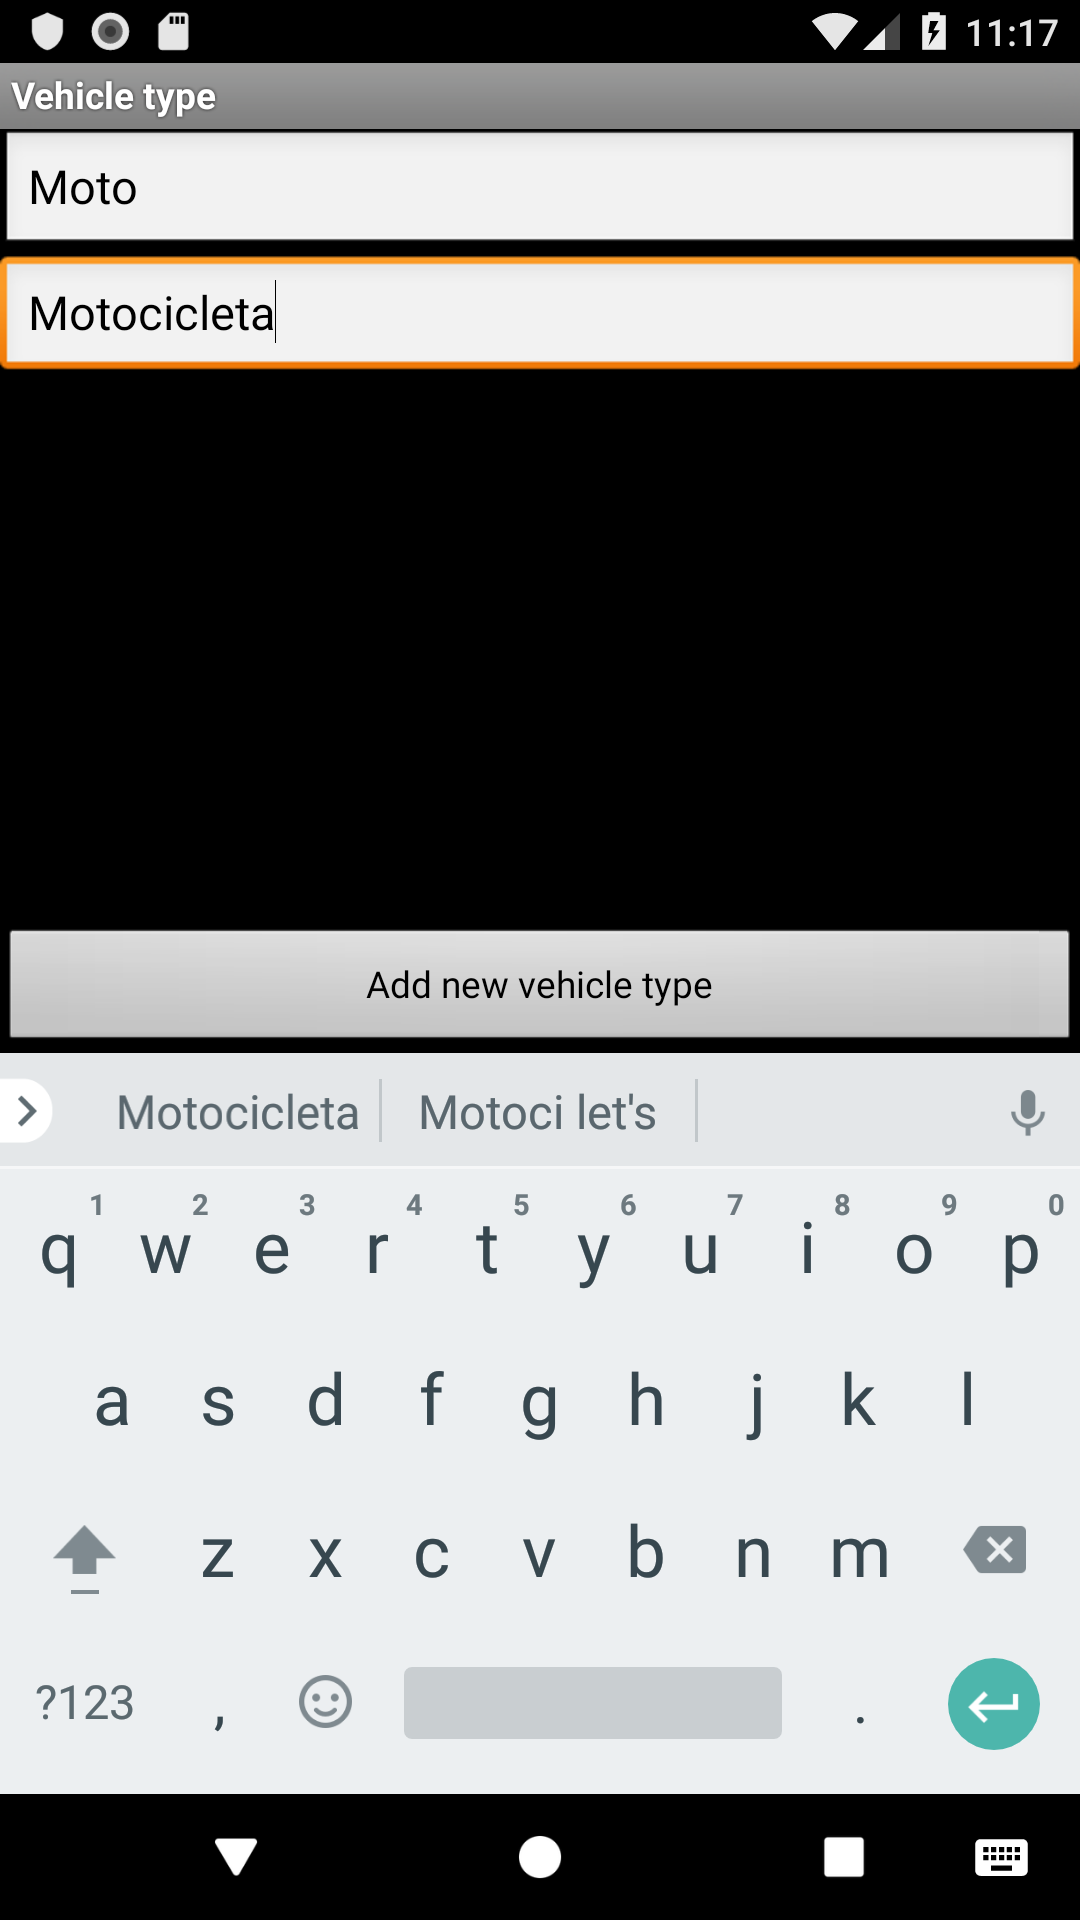 11:17
Vehicle type
Moto
Motocicleta
Add new vehicle type
Motocicleta Motoci let's
1 2 3 4 5 6 7 8 9 0
q w e r t y u i o p
a s d f g h j k l
z x c v b n m
?123 , .